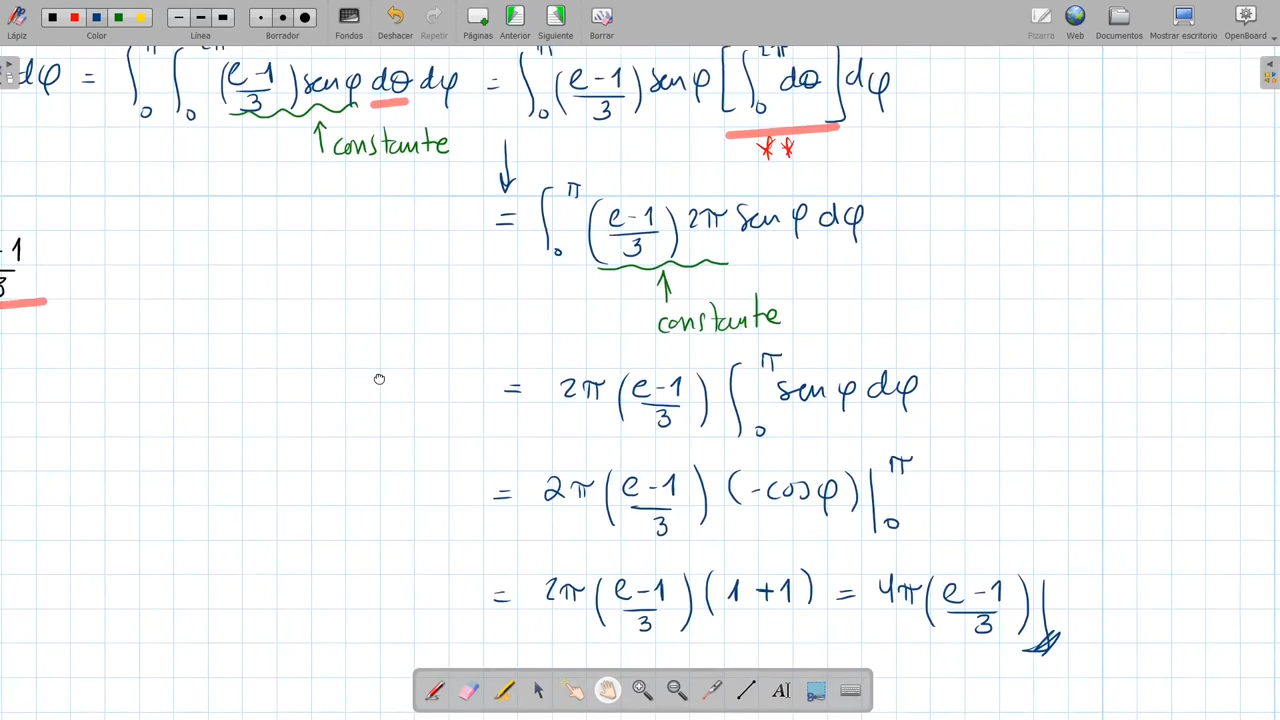 Lápiz Color Línea Borrador Fondos Deshacer Repetir Páginas Anterior Siguiente Borrar Pizarra Web Documentos Mostrar escritorio OpenBoard
dφ = ∫₀^π ∫₀^2π (e-1/3) sen φ dθ dφ = ∫₀^π (e-1/3) sen φ [∫₀^2π dθ] dφ
constante
**
= ∫₀^π (e-1/3) 2π sen φ dφ
-1/3
constante
= 2π (e-1/3) ∫₀^π sen φ dφ
= 2π (e-1/3) (-cos φ) |₀^π
= 2π (e-1/3) (1 + 1) = 4π (e-1/3)
AI